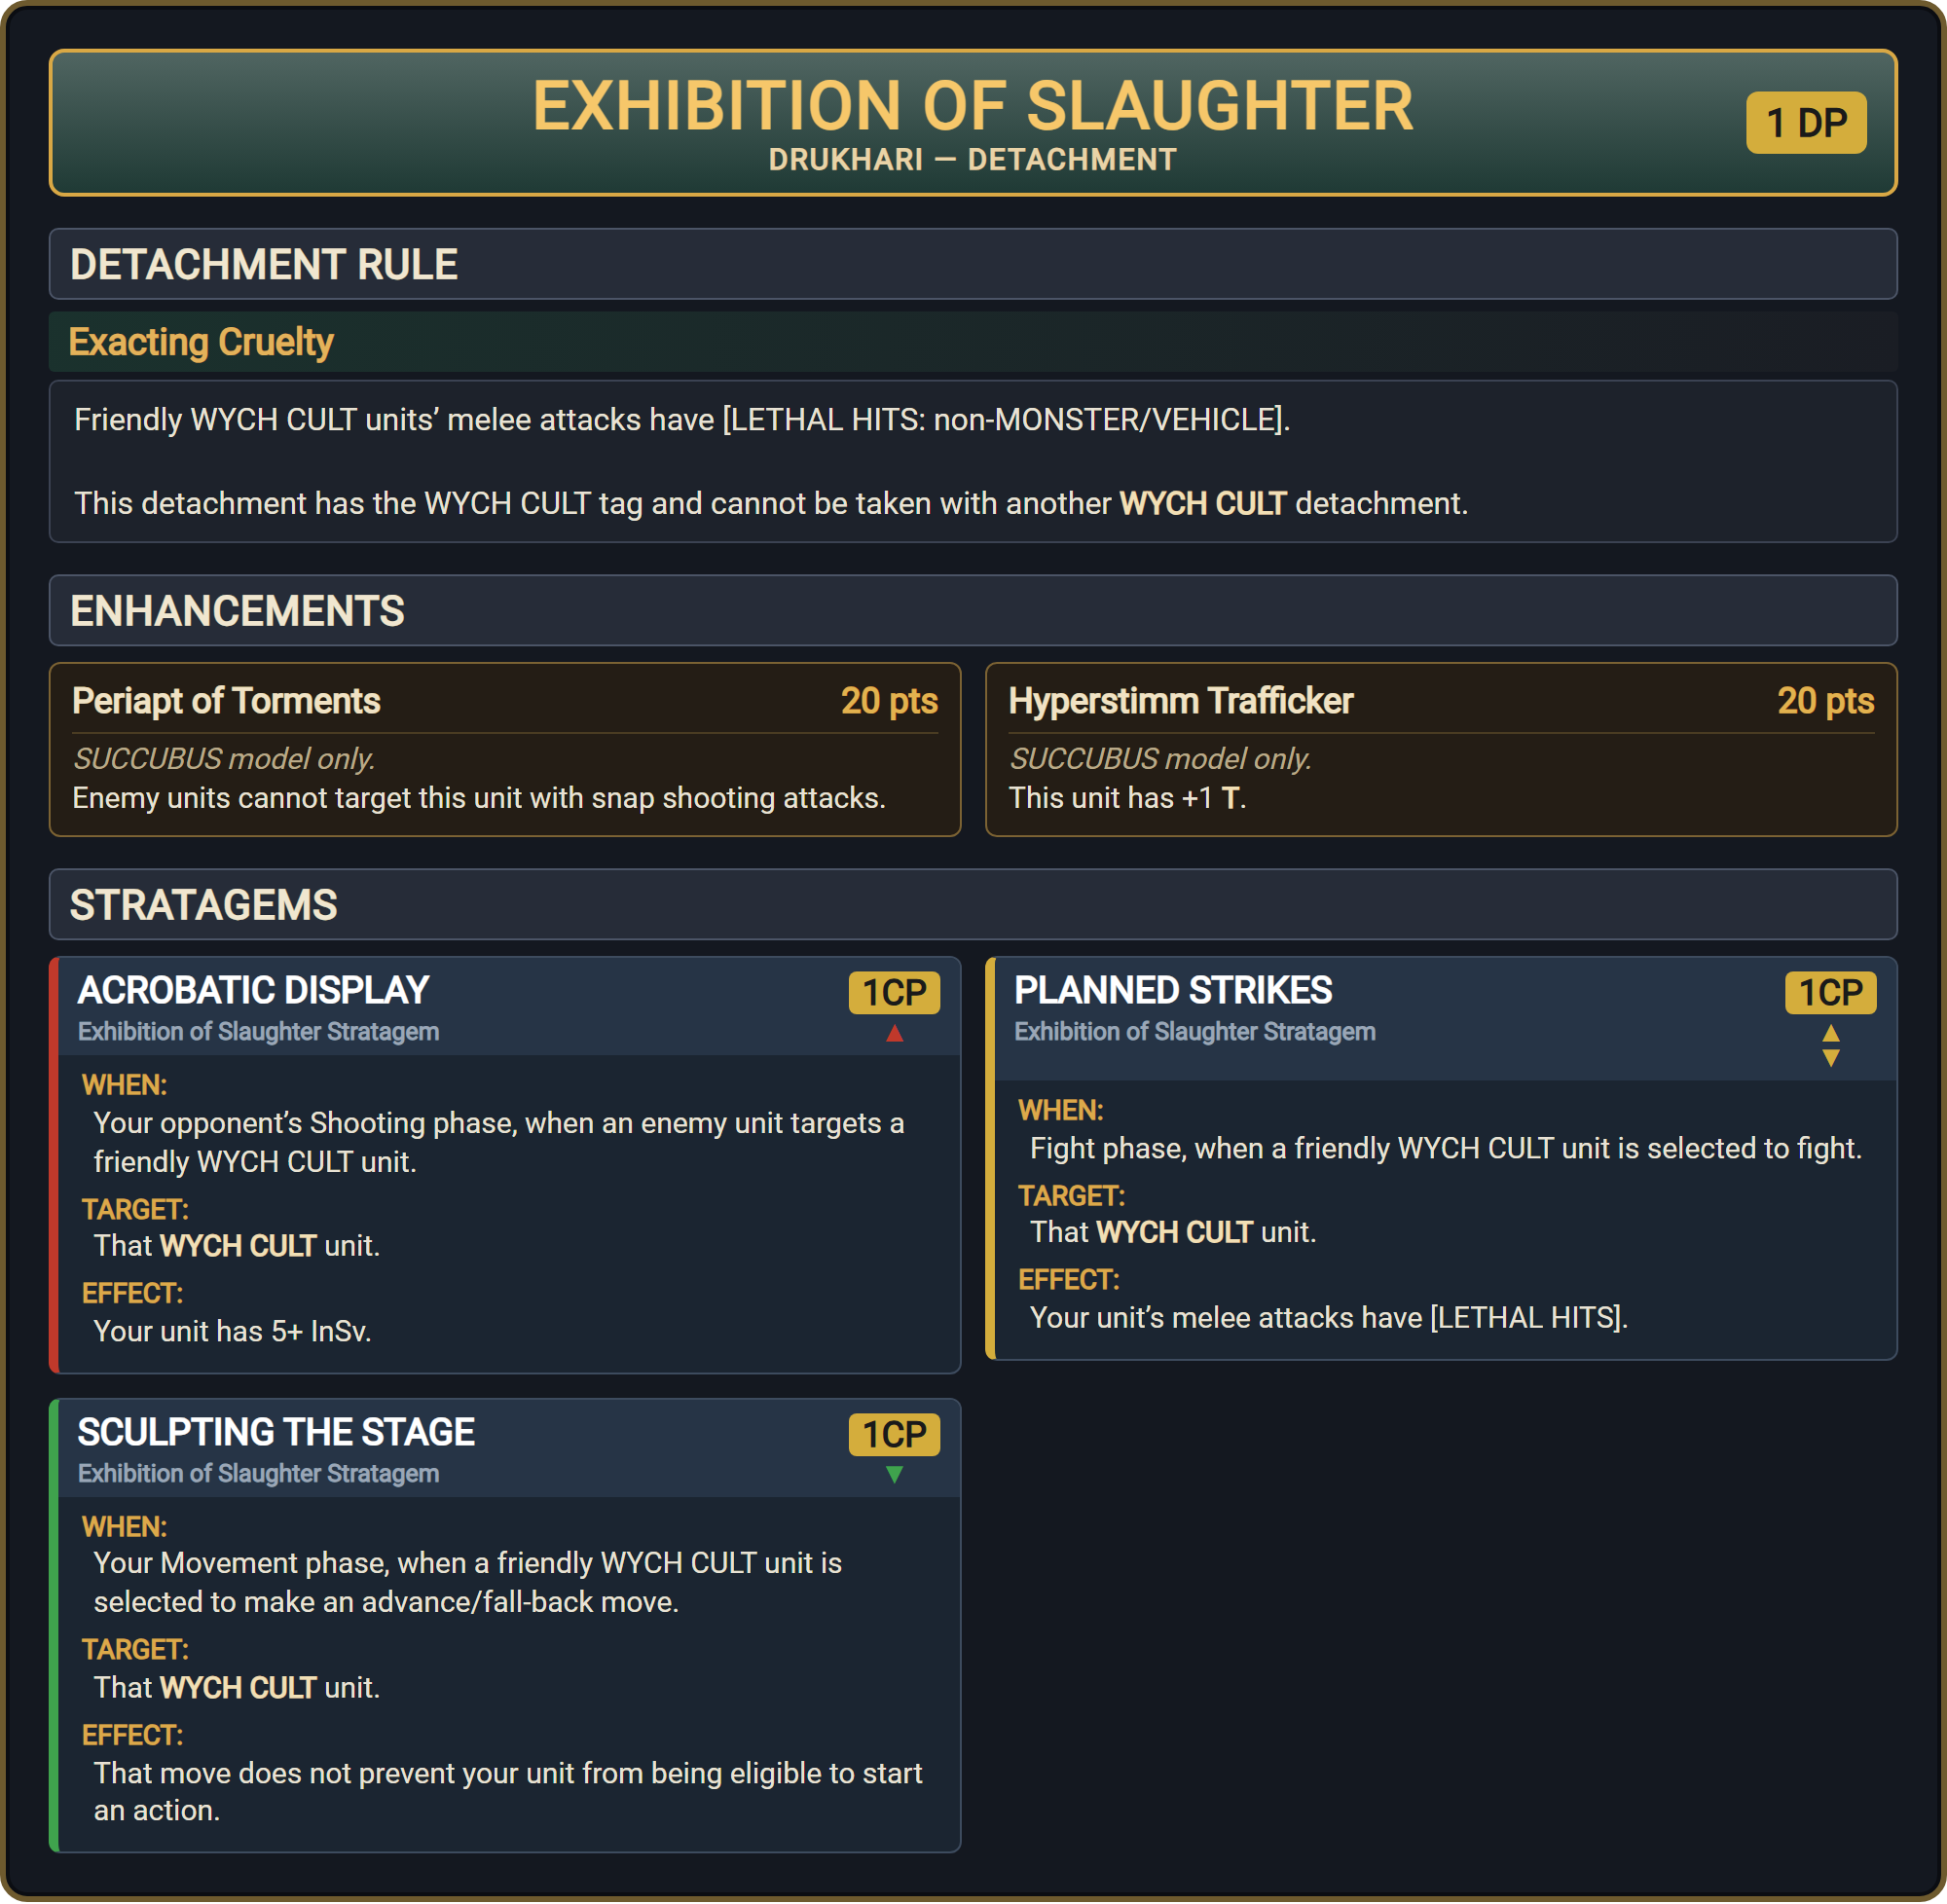 EXHIBITION OF SLAUGHTER
DRUKHARI — DETACHMENT
1 DP
DETACHMENT RULE
Exacting Cruelty
Friendly WYCH CULT units’ melee attacks have [LETHAL HITS: non-MONSTER/VEHICLE].
This detachment has the WYCH CULT tag and cannot be taken with another WYCH CULT detachment.
ENHANCEMENTS
Periapt of Torments
20 pts
SUCCUBUS model only.
Enemy units cannot target this unit with snap shooting attacks.
Hyperstimm Trafficker
20 pts
SUCCUBUS model only.
This unit has +1 T.
STRATAGEMS
ACROBATIC DISPLAY
1CP
Exhibition of Slaughter Stratagem
▲
WHEN:
Your opponent’s Shooting phase, when an enemy unit targets a
friendly WYCH CULT unit.
TARGET:
That WYCH CULT unit.
EFFECT:
Your unit has 5+ InSv.
PLANNED STRIKES
1CP
Exhibition of Slaughter Stratagem
▲
▼
WHEN:
Fight phase, when a friendly WYCH CULT unit is selected to fight.
TARGET:
That WYCH CULT unit.
EFFECT:
Your unit’s melee attacks have [LETHAL HITS].
SCULPTING THE STAGE
1CP
Exhibition of Slaughter Stratagem
▼
WHEN:
Your Movement phase, when a friendly WYCH CULT unit is
selected to make an advance/fall-back move.
TARGET:
That WYCH CULT unit.
EFFECT:
That move does not prevent your unit from being eligible to start
an action.